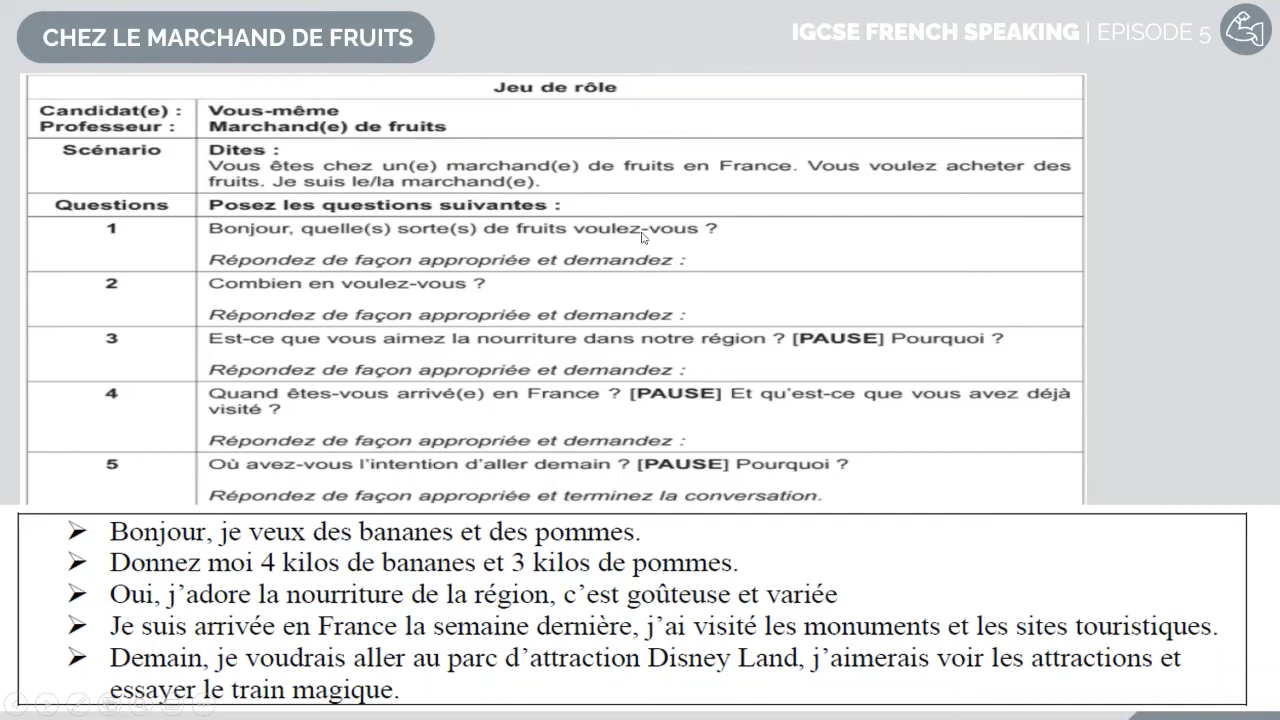 CHEZ LE MARCHAND DE FRUITS
IGCSE FRENCH SPEAKING | EPISODE 5
Jeu de rôle
Candidat(e) : Vous-même
Professeur : Marchand(e) de fruits
Scénario Dites :
Vous êtes chez un(e) marchand(e) de fruits en France. Vous voulez acheter des
fruits. Je suis le/la marchand(e).
Questions Posez les questions suivantes :
1 Bonjour, quelle(s) sorte(s) de fruits voulez-vous ?
Répondez de façon appropriée et demandez :
2 Combien en voulez-vous ?
Répondez de façon appropriée et demandez :
3 Est-ce que vous aimez la nourriture dans notre région ? [PAUSE] Pourquoi ?
Répondez de façon appropriée et demandez :
4 Quand êtes-vous arrivé(e) en France ? [PAUSE] Et qu'est-ce que vous avez déjà
visité ?
Répondez de façon appropriée et demandez :
5 Où avez-vous l'intention d'aller demain ? [PAUSE] Pourquoi ?
Répondez de façon appropriée et terminez la conversation.
➢ Bonjour, je veux des bananes et des pommes.
➢ Donnez moi 4 kilos de bananes et 3 kilos de pommes.
➢ Oui, j'adore la nourriture de la région, c'est goûteuse et variée
➢ Je suis arrivée en France la semaine dernière, j'ai visité les monuments et les sites touristiques.
➢ Demain, je voudrais aller au parc d'attraction Disney Land, j'aimerais voir les attractions et
essayer le train magique.